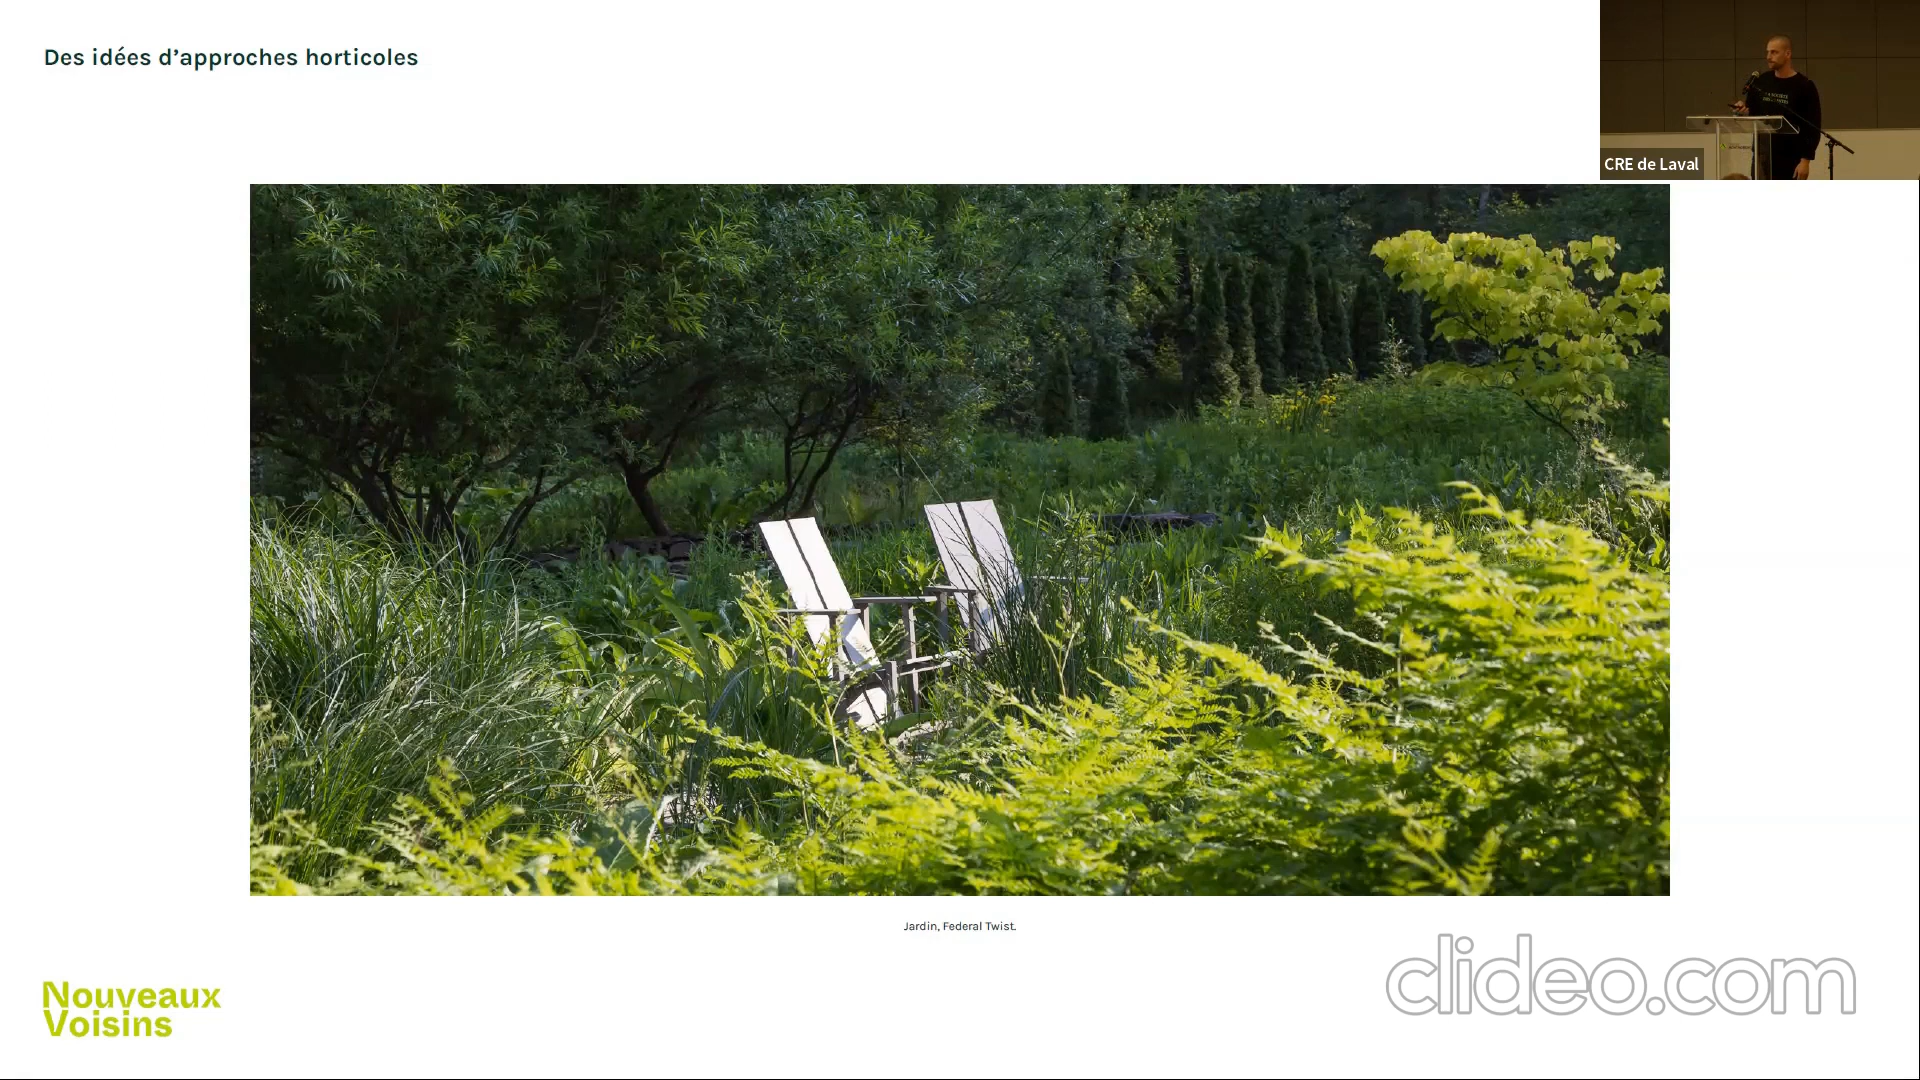 Des idées d’approches horticoles
CRE de Laval
Jardin, Federal Twist.
Nouveaux
Voisins
clideo.com